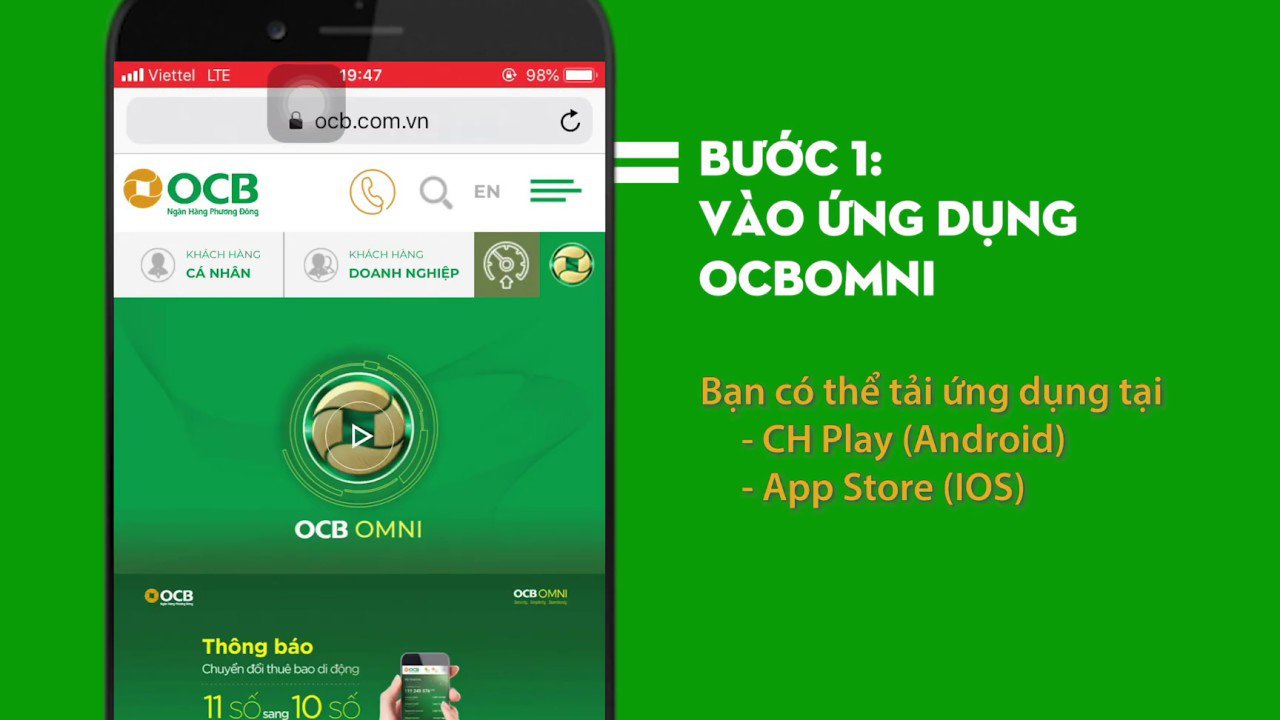 Viettel LTE 19:47 98%
ocb.com.vn
OCB
Ngân Hàng Phương Đông
EN
KHÁCH HÀNG
CÁ NHÂN
KHÁCH HÀNG
DOANH NGHIỆP
OCB OMNI
OCB
OCB OMNI
Thông báo
Chuyển đổi thuê bao di động
11 SỐ sang 10 SỐ
OCB
BƯỚC 1:
VÀO ỨNG DỤNG
OCBOMNI
Bạn có thể tải ứng dụng tại
- CH Play (Android)
- App Store (IOS)